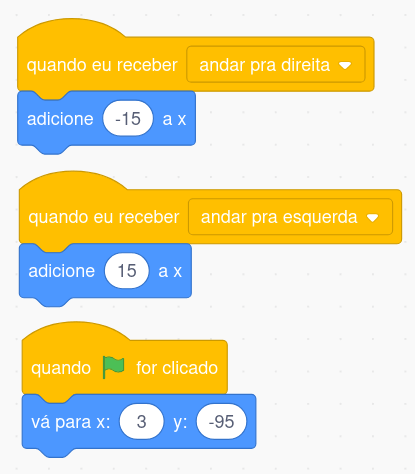 quando eu receber andar pra direita
adicione -15 a x
quando eu receber andar pra esquerda
adicione 15 a x
quando for clicado
vá para x: 3 y: -95